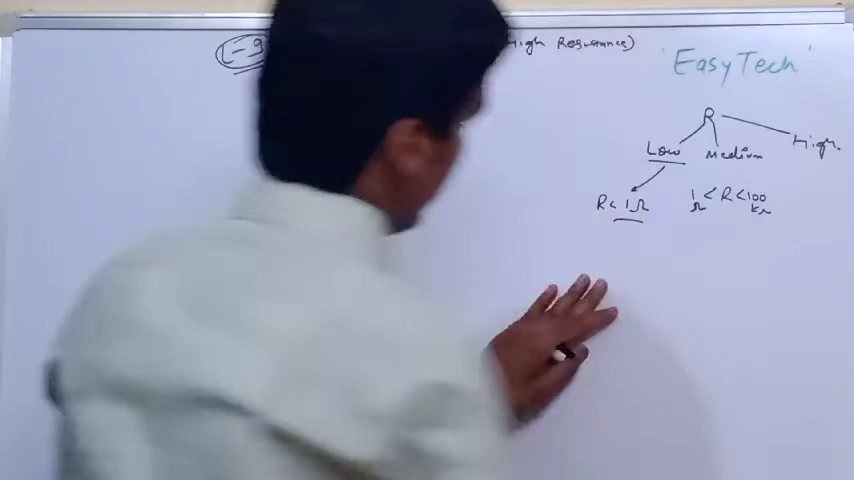 L-9 High Resistance)
'EasyTech'
R
Low Medium High
R < 1Ω 1Ω < R < 100 kΩ